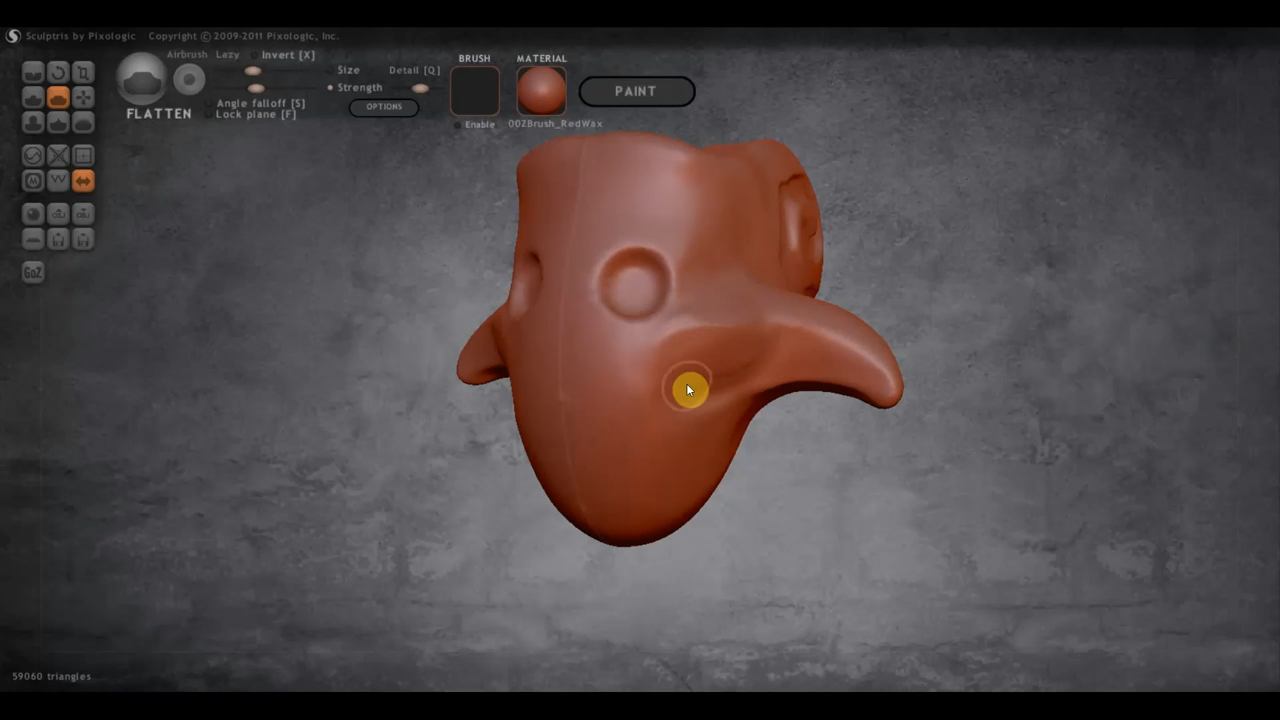 Sculptris by Pixologic Copyright © 2009-2011 Pixologic, Inc.
Airbrush Lazy Invert [X]
BRUSH MATERIAL
Size Detail [Q]
Strength
PAINT
Angle falloff [S]
OPTIONS
FLATTEN
Lock plane [F]
Enable 00ZBrush_RedWax
GoZ
59060 triangles